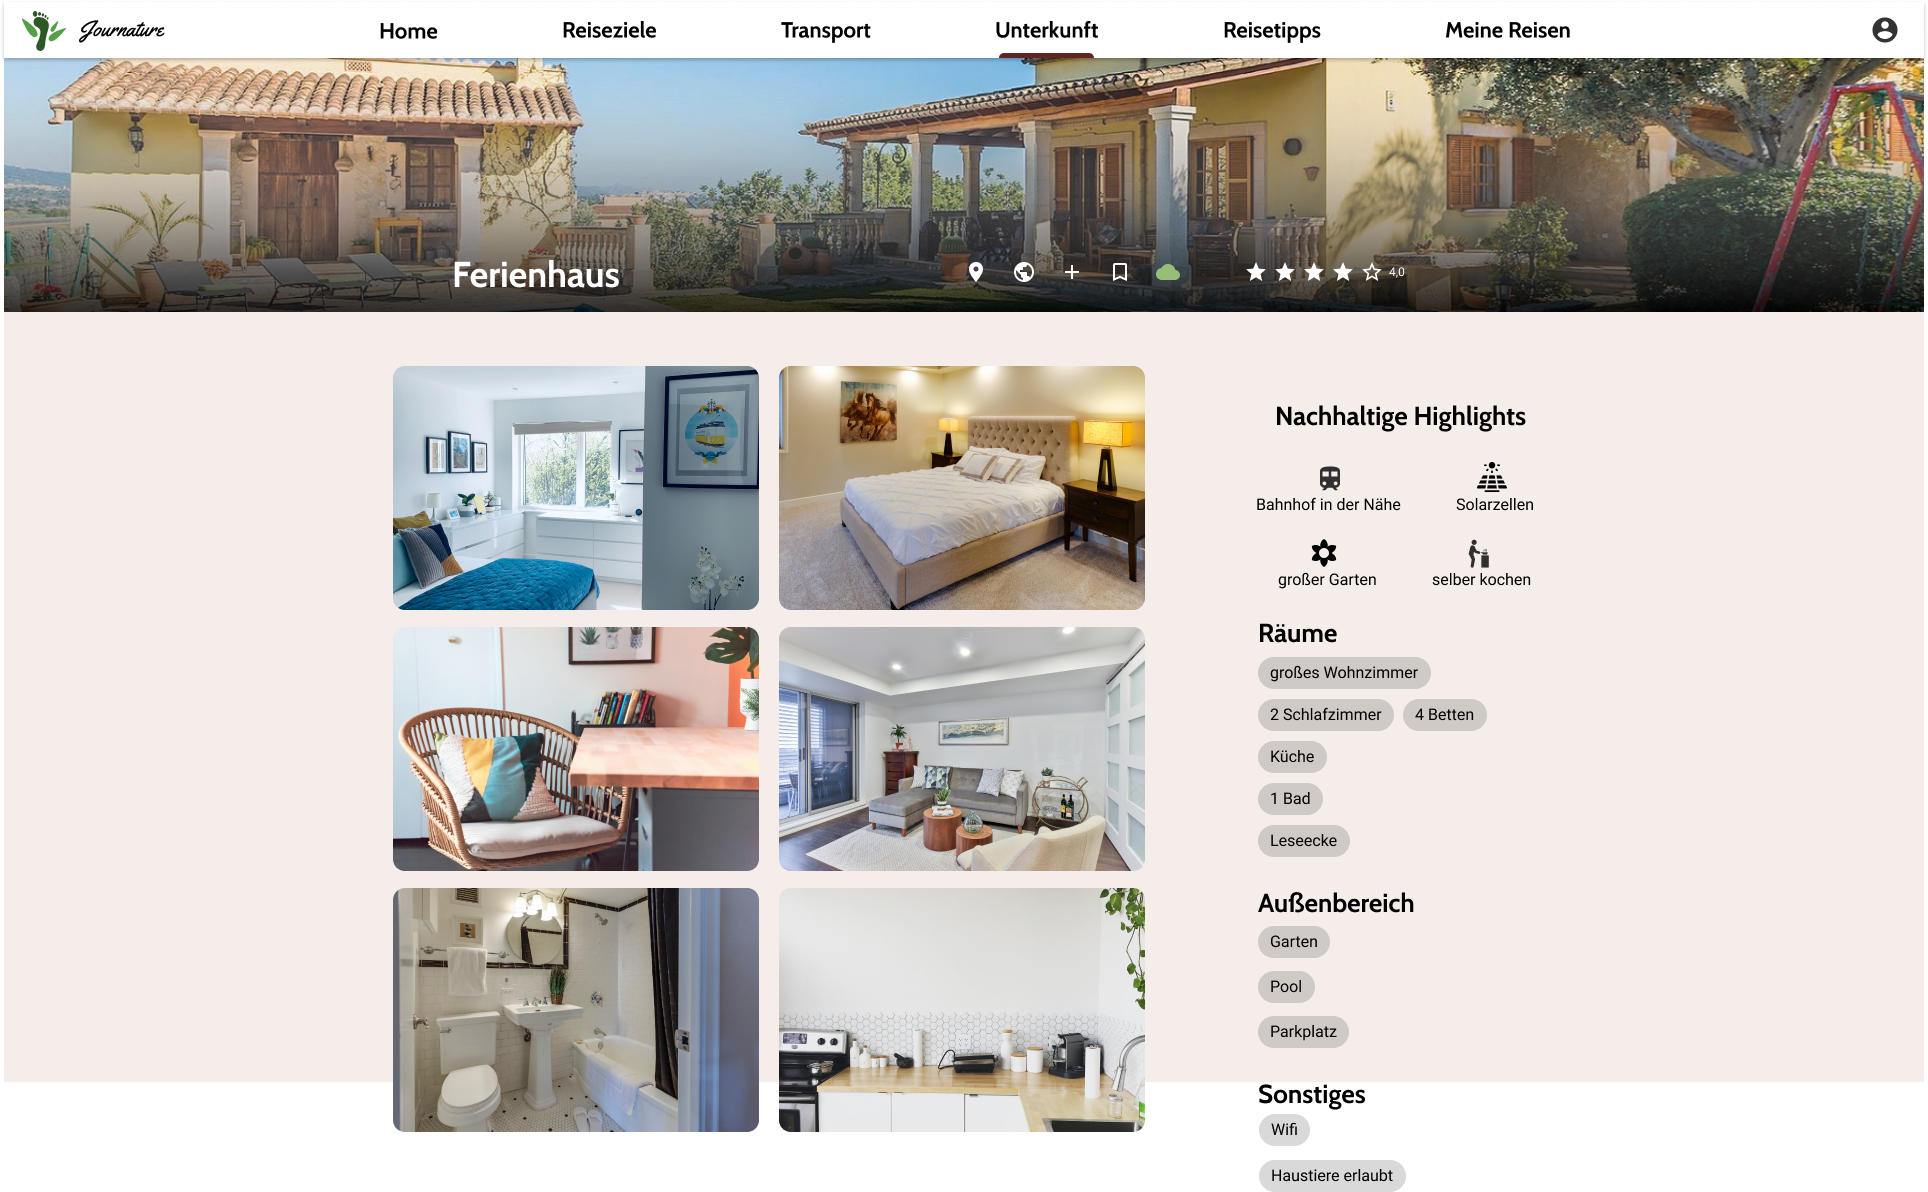 Journature
Home
Reiseziele
Transport
Unterkunft
Reisetipps
Meine Reisen
Ferienhaus
4,0
Nachhaltige Highlights
Bahnhof in der Nähe
Solarzellen
großer Garten
selber kochen
Räume
großes Wohnzimmer
2 Schlafzimmer
4 Betten
Küche
1 Bad
Leseecke
Außenbereich
Garten
Pool
Parkplatz
Sonstiges
Wifi
Haustiere erlaubt